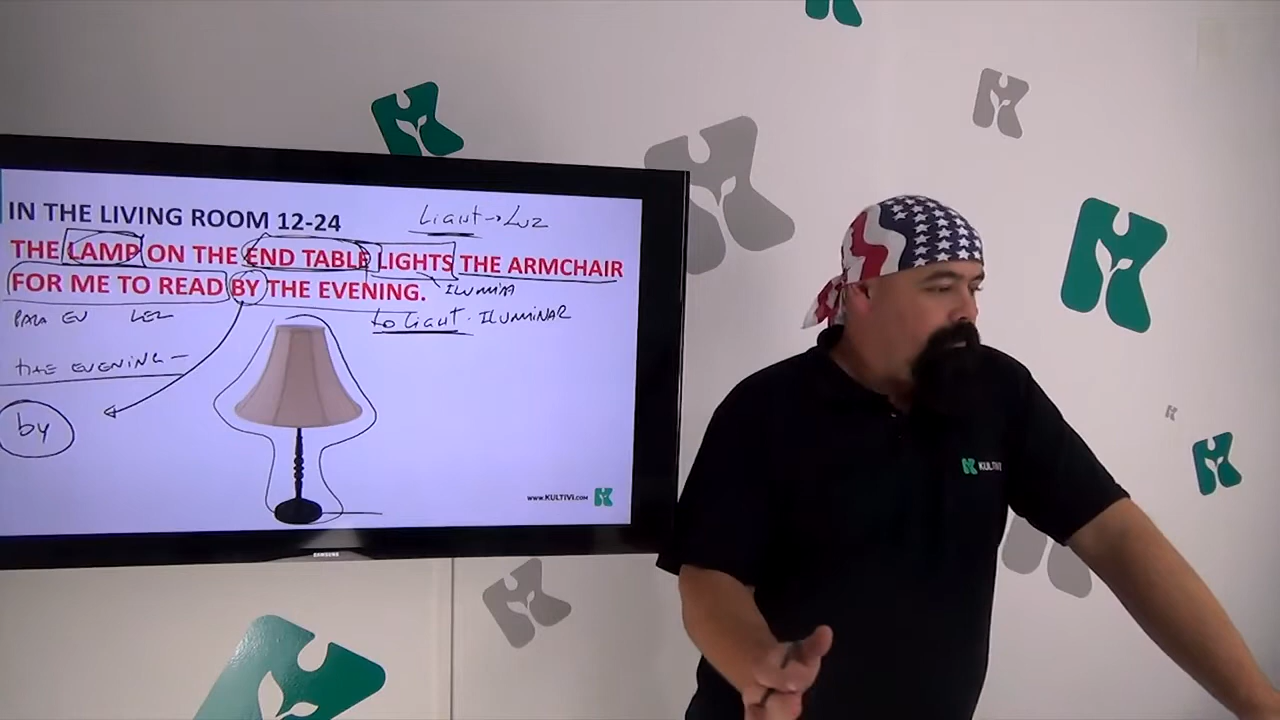 IN THE LIVING ROOM 12-24
LIGHT → LUZ
THE LAMP ON THE END TABLE LIGHTS THE ARMCHAIR
FOR ME TO READ BY THE EVENING.
ILUMINA
PARA EU LER
TO LIGHT · ILUMINAR
THE EVENING —
by
WWW.KULTIVI.COM
SAMSUNG
KULTIVI